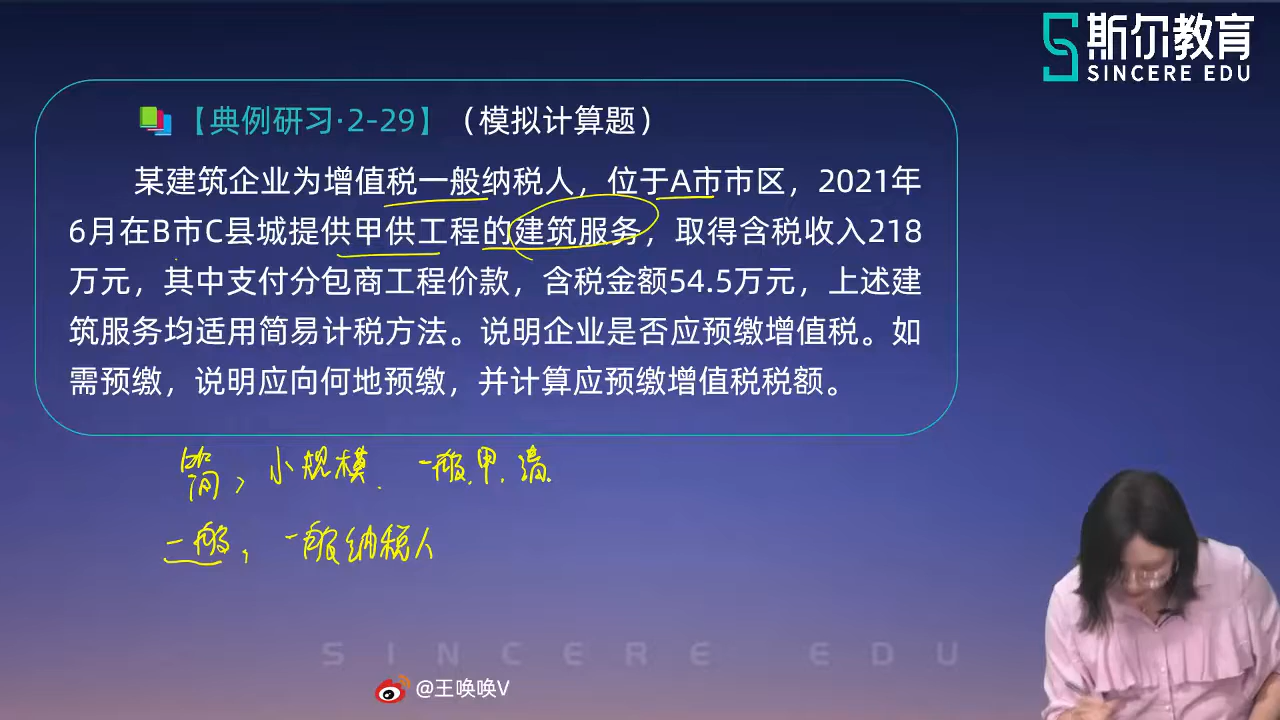 斯尔教育
SINCERE EDU
【典例研习·2-29】（模拟计算题）
某建筑企业为增值税一般纳税人，位于A市市区，2021年
6月在B市C县城提供甲供工程的建筑服务，取得含税收入218
万元，其中支付分包商工程价款，含税金额54.5万元，上述建
筑服务均适用简易计税方法。说明企业是否应预缴增值税。如
需预缴，说明应向何地预缴，并计算应预缴增值税税额。
简，小规模. 一般.甲.清.
一般，一般纳税人
SINCERE EDU
@王唤唤V